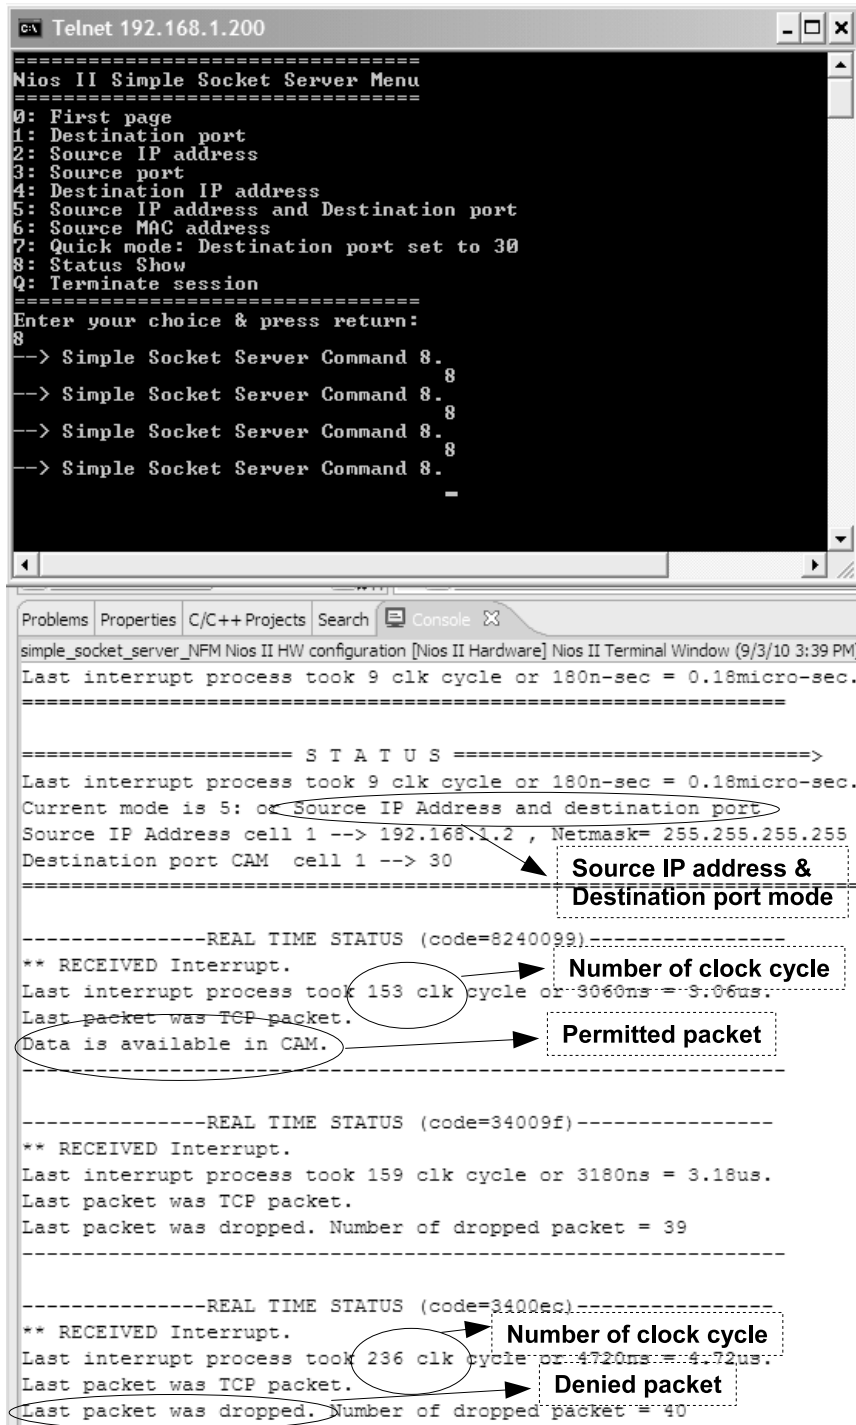 Telnet 192.168.1.200
==================================
Nios II Simple Socket Server Menu
==================================
0: First page
1: Destination port
2: Source IP address
3: Source port
4: Destination IP address
5: Source IP address and Destination port
6: Source MAC address
7: Quick mode: Destination port set to 30
8: Status Show
Q: Terminate session
==================================
Enter your choice & press return:
8
--> Simple Socket Server Command 8.
8
--> Simple Socket Server Command 8.
8
--> Simple Socket Server Command 8.
8
--> Simple Socket Server Command 8.
Problems Properties C/C++ Projects Search Console
simple_socket_server_NFM Nios II HW configuration [Nios II Hardware] Nios II Terminal Window (9/3/10 3:39 PM)
Last interrupt process took 9 clk cycle or 180n-sec = 0.18micro-sec.
==============================================================
====================== S T A T U S =============================>
Last interrupt process took 9 clk cycle or 180n-sec = 0.18micro-sec.
Current mode is 5: or Source IP Address and destination port
Source IP Address cell 1 --> 192.168.1.2 , Netmask= 255.255.255.255
Destination port CAM  cell 1 --> 30
Source IP address &
Destination port mode
====================================================================
---------------REAL TIME STATUS (code=8240099)----------------
** RECEIVED Interrupt.
Number of clock cycle
Last interrupt process took 153 clk cycle or 3060ns = 3.06us.
Last packet was TCP packet.
Permitted packet
Data is available in CAM.
--------------------------------------------------------------
---------------REAL TIME STATUS (code=34009f)----------------
** RECEIVED Interrupt.
Last interrupt process took 159 clk cycle or 3180ns = 3.18us.
Last packet was TCP packet.
Last packet was dropped. Number of dropped packet = 39
--------------------------------------------------------------
---------------REAL TIME STATUS (code=3400ec)----------------
** RECEIVED Interrupt.
Number of clock cycle
Last interrupt process took 236 clk cycle or 4720ns = 4.72us.
Last packet was TCP packet.
Denied packet
Last packet was dropped. Number of dropped packet = 40